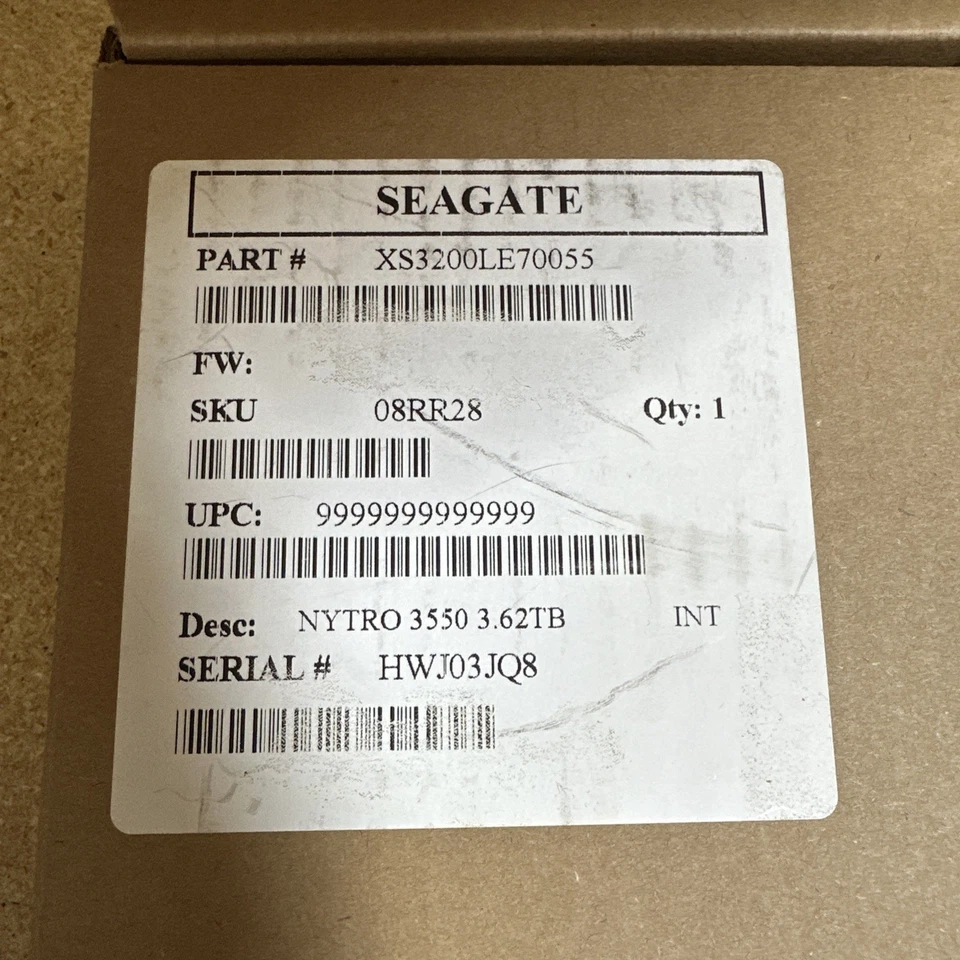 SEAGATE
PART # XS3200LE70055
FW:
SKU 08RR28 Qty: 1
UPC: 9999999999999
Desc: NYTRO 3550 3.62TB INT
SERIAL # HWJ03JQ8